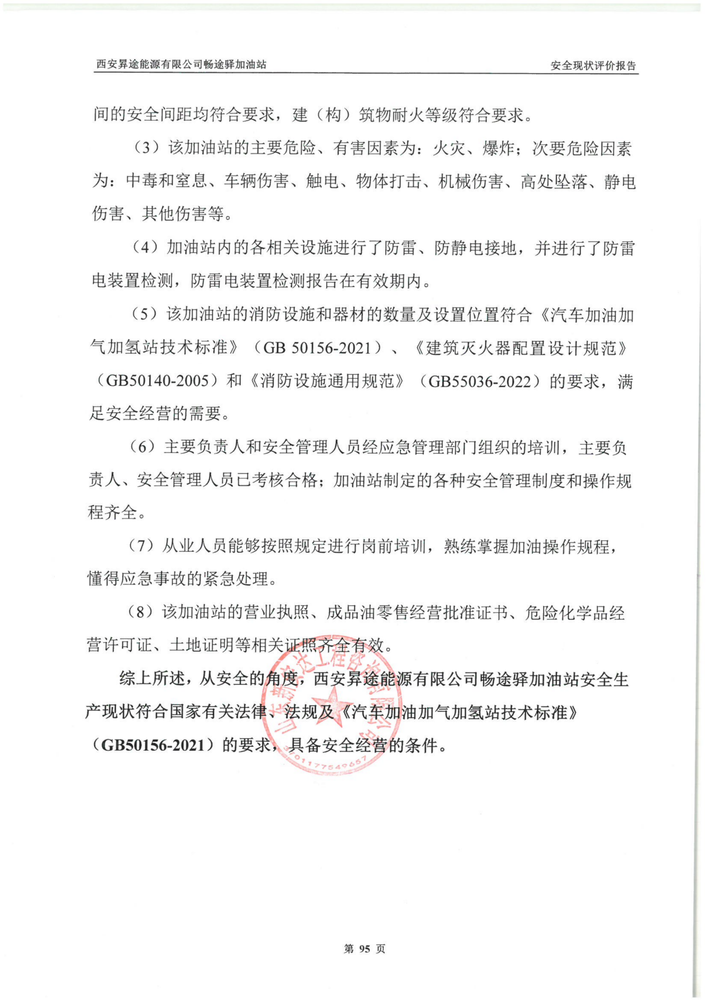 西安昇途能源有限公司畅途驿加油站
安全现状评价报告
间的安全间距均符合要求，建（构）筑物耐火等级符合要求。
（3）该加油站的主要危险、有害因素为：火灾、爆炸；次要危险因素
为：中毒和窒息、车辆伤害、触电、物体打击、机械伤害、高处坠落、静电
伤害、其他伤害等。
（4）加油站内的各相关设施进行了防雷、防静电接地，并进行了防雷
电装置检测，防雷电装置检测报告在有效期内。
（5）该加油站的消防设施和器材的数量及设置位置符合《汽车加油加
气加氢站技术标准》（GB 50156-2021）、《建筑灭火器配置设计规范》
（GB50140-2005）和《消防设施通用规范》（GB55036-2022）的要求，满
足安全经营的需要。
（6）主要负责人和安全管理人员经应急管理部门组织的培训，主要负
责人、安全管理人员已考核合格；加油站制定的各种安全管理制度和操作规
程齐全。
（7）从业人员能够按照规定进行岗前培训，熟练掌握加油操作规程，
懂得应急事故的紧急处理。
（8）该加油站的营业执照、成品油零售经营批准证书、危险化学品经
营许可证、土地证明等相关证照齐全有效。
综上所述，从安全的角度，西安昇途能源有限公司畅途驿加油站安全生
产现状符合国家有关法律、法规及《汽车加油加气加氢站技术标准》
（GB50156-2021）的要求，具备安全经营的条件。
山东新安达工程咨询有限公司
3701177549657
第 95 页